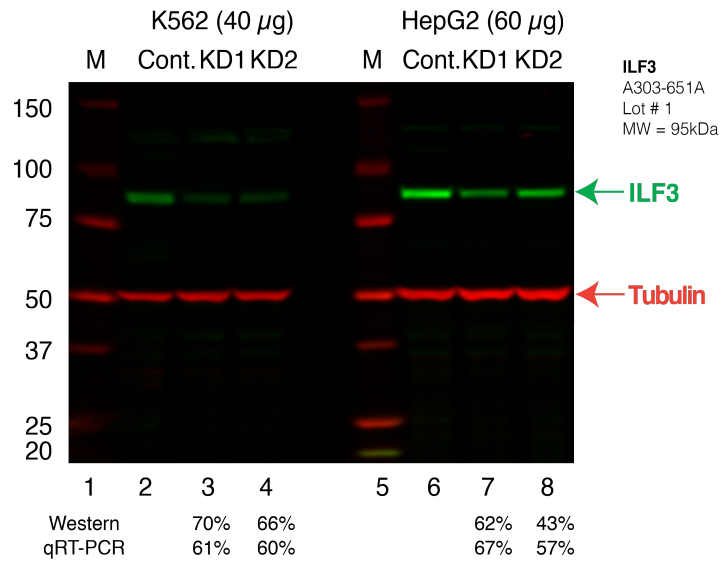 K562 (40 µg) HepG2 (60 µg)
M Cont. KD1 KD2 M Cont. KD1 KD2
ILF3
A303-651A
Lot # 1
MW = 95kDa
150
100
75
50
37
25
20
ILF3
Tubulin
1 2 3 4 5 6 7 8
Western 70% 66% 62% 43%
qRT-PCR 61% 60% 67% 57%